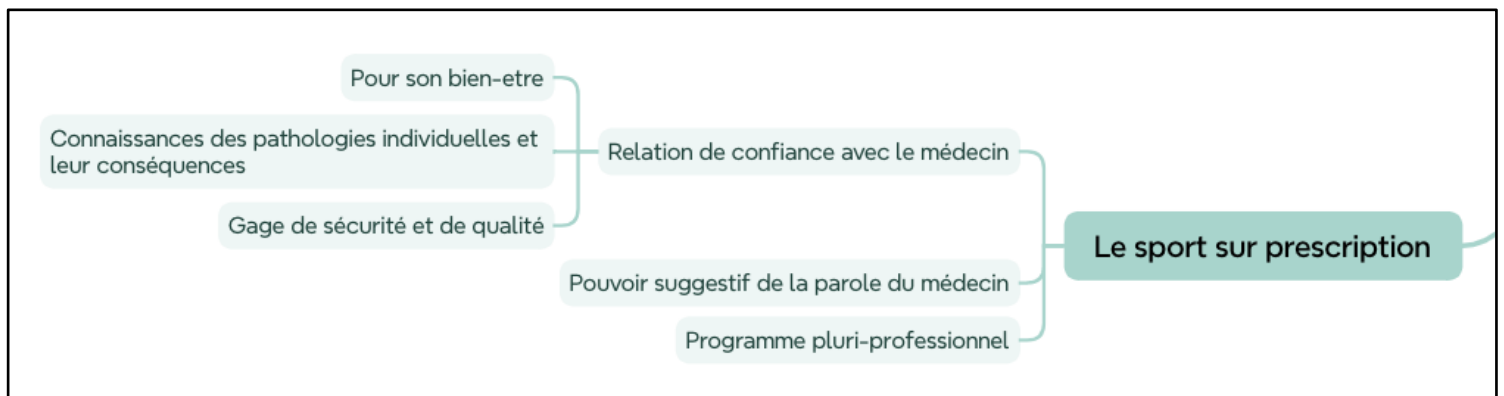 Pour son bien-etre
Connaissances des pathologies individuelles et
leur conséquences
Gage de sécurité et de qualité
Relation de confiance avec le médecin
Pouvoir suggestif de la parole du médecin
Programme pluri-professionnel
Le sport sur prescription